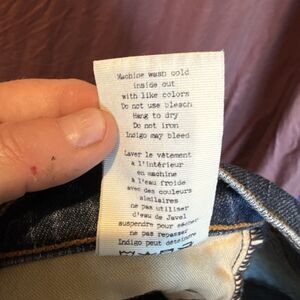 Machine wash cold
inside out
with like colors
Do not use bleach
Hang to dry
Do not iron
Indigo may bleed
Laver le vêtement
à l'intérieur
en machine
à l'eau froide
avec des couleurs
similaires
ne pas utiliser
d'eau de Javel
suspendre pour sécher
ne pas repasser
Indigo peut déteindre